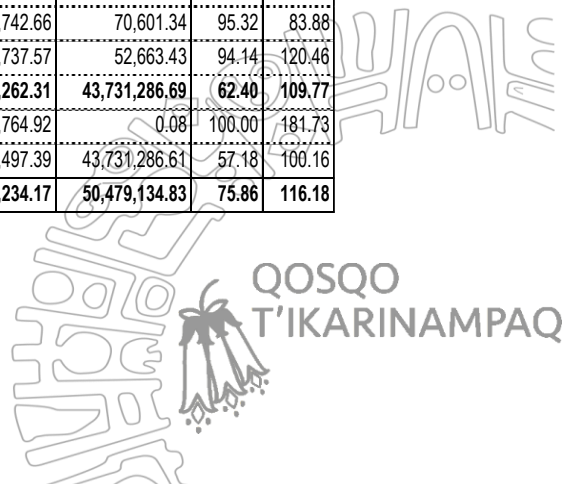 ,742.66 70,601.34 95.32 83.88
,737.57 52,663.43 94.14 120.46
,262.31 43,731,286.69 62.40 109.77
,764.92 0.08 100.00 181.73
,497.39 43,731,286.61 57.18 100.16
,234.17 50,479,134.83 75.86 116.18
QOSQO
T'IKARINAMPAQ